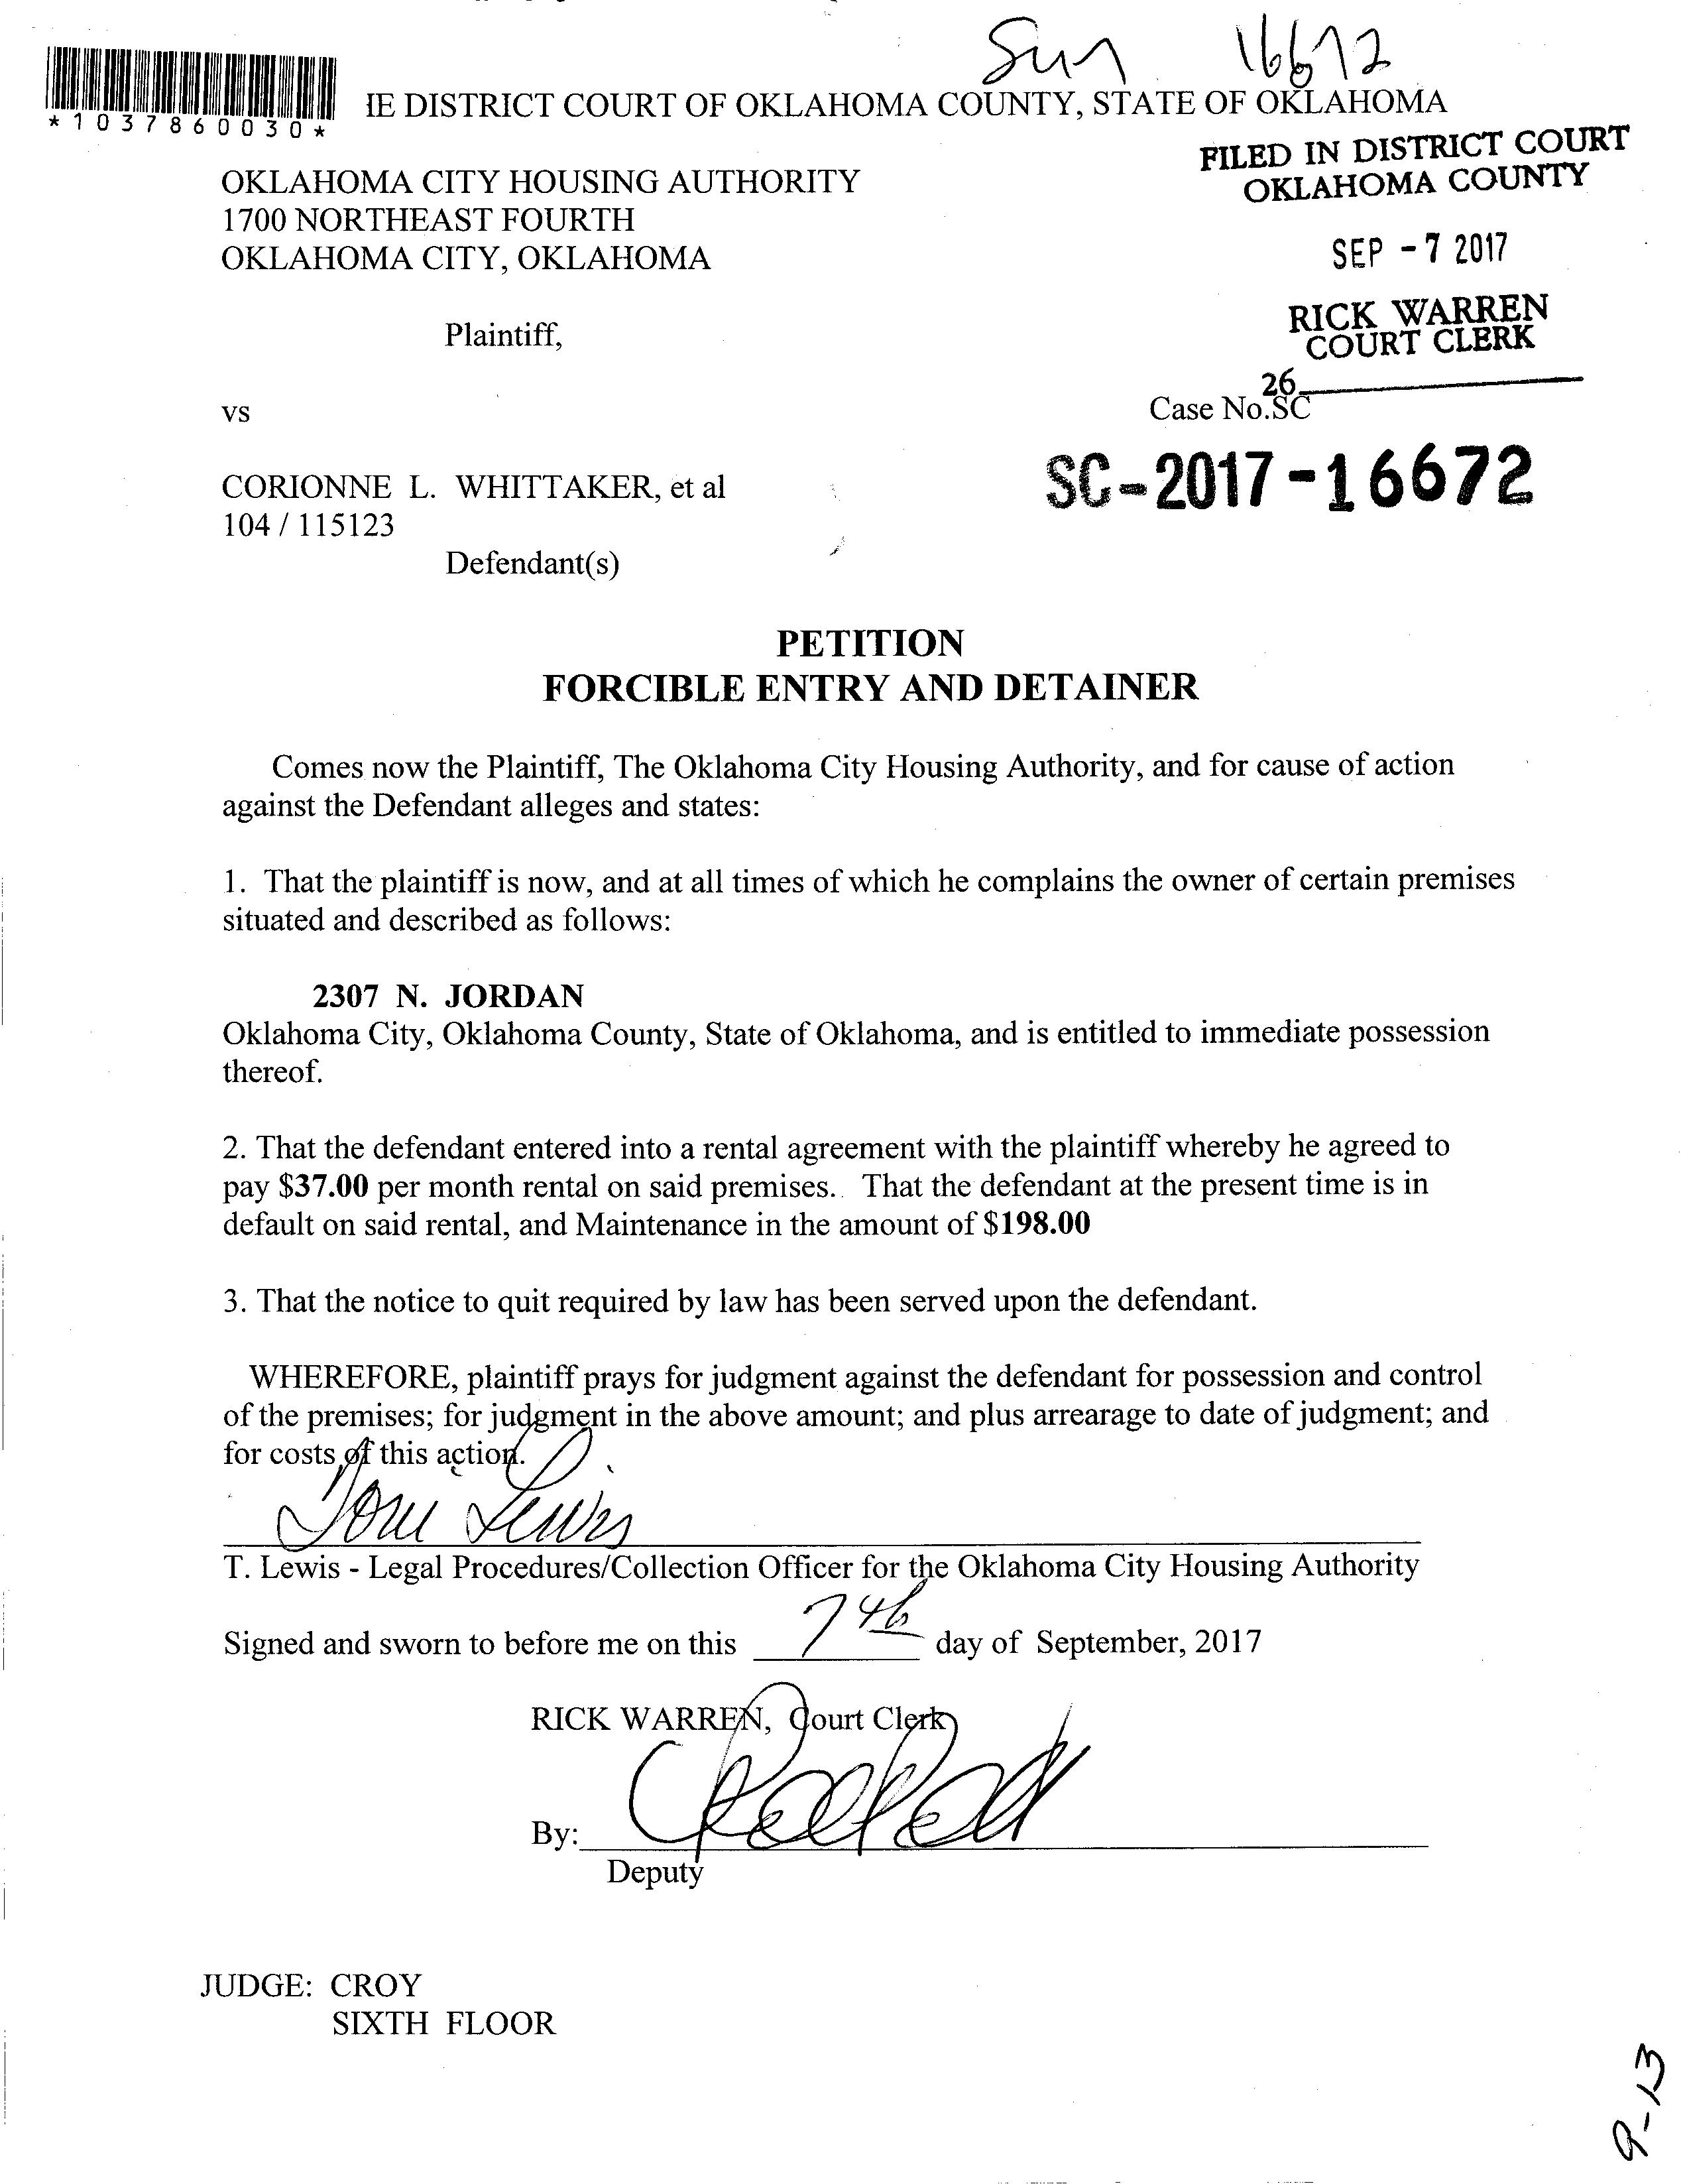 Sun 16672
*1037860030*
IE DISTRICT COURT OF OKLAHOMA COUNTY, STATE OF OKLAHOMA
FILED IN DISTRICT COURT
OKLAHOMA COUNTY
OKLAHOMA CITY HOUSING AUTHORITY
1700 NORTHEAST FOURTH
OKLAHOMA CITY, OKLAHOMA
SEP -7 2017
RICK WARREN
COURT CLERK
Plaintiff,
26
vs
Case No.SC
SC-2017-16672
CORIONNE L. WHITTAKER, et al
104 / 115123
Defendant(s)
PETITION
FORCIBLE ENTRY AND DETAINER
Comes now the Plaintiff, The Oklahoma City Housing Authority, and for cause of action
against the Defendant alleges and states:
1. That the plaintiff is now, and at all times of which he complains the owner of certain premises
situated and described as follows:
2307 N. JORDAN
Oklahoma City, Oklahoma County, State of Oklahoma, and is entitled to immediate possession
thereof.
2. That the defendant entered into a rental agreement with the plaintiff whereby he agreed to
pay $37.00 per month rental on said premises. That the defendant at the present time is in
default on said rental, and Maintenance in the amount of $198.00
3. That the notice to quit required by law has been served upon the defendant.
WHEREFORE, plaintiff prays for judgment against the defendant for possession and control
of the premises; for judgment in the above amount; and plus arrearage to date of judgment; and
for costs of this action.
Toni Lewis
T. Lewis - Legal Procedures/Collection Officer for the Oklahoma City Housing Authority
Signed and sworn to before me on this 7th day of September, 2017
RICK WARREN, Court Clerk
By:
Deputy
JUDGE: CROY
SIXTH FLOOR
9-13